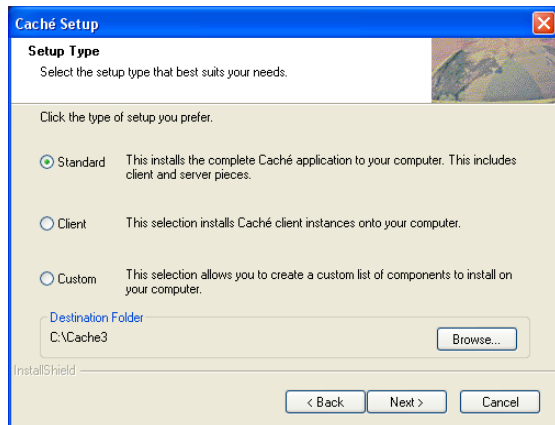 Caché Setup
Setup Type
Select the setup type that best suits your needs.
Click the type of setup you prefer.
Standard
This installs the complete Caché application to your computer. This includes
client and server pieces.
Client
This selection installs Caché client instances onto your computer.
Custom
This selection allows you to create a custom list of components to install on
your computer.
Destination Folder
C:\Cache3
Browse...
InstallShield
< Back
Next >
Cancel